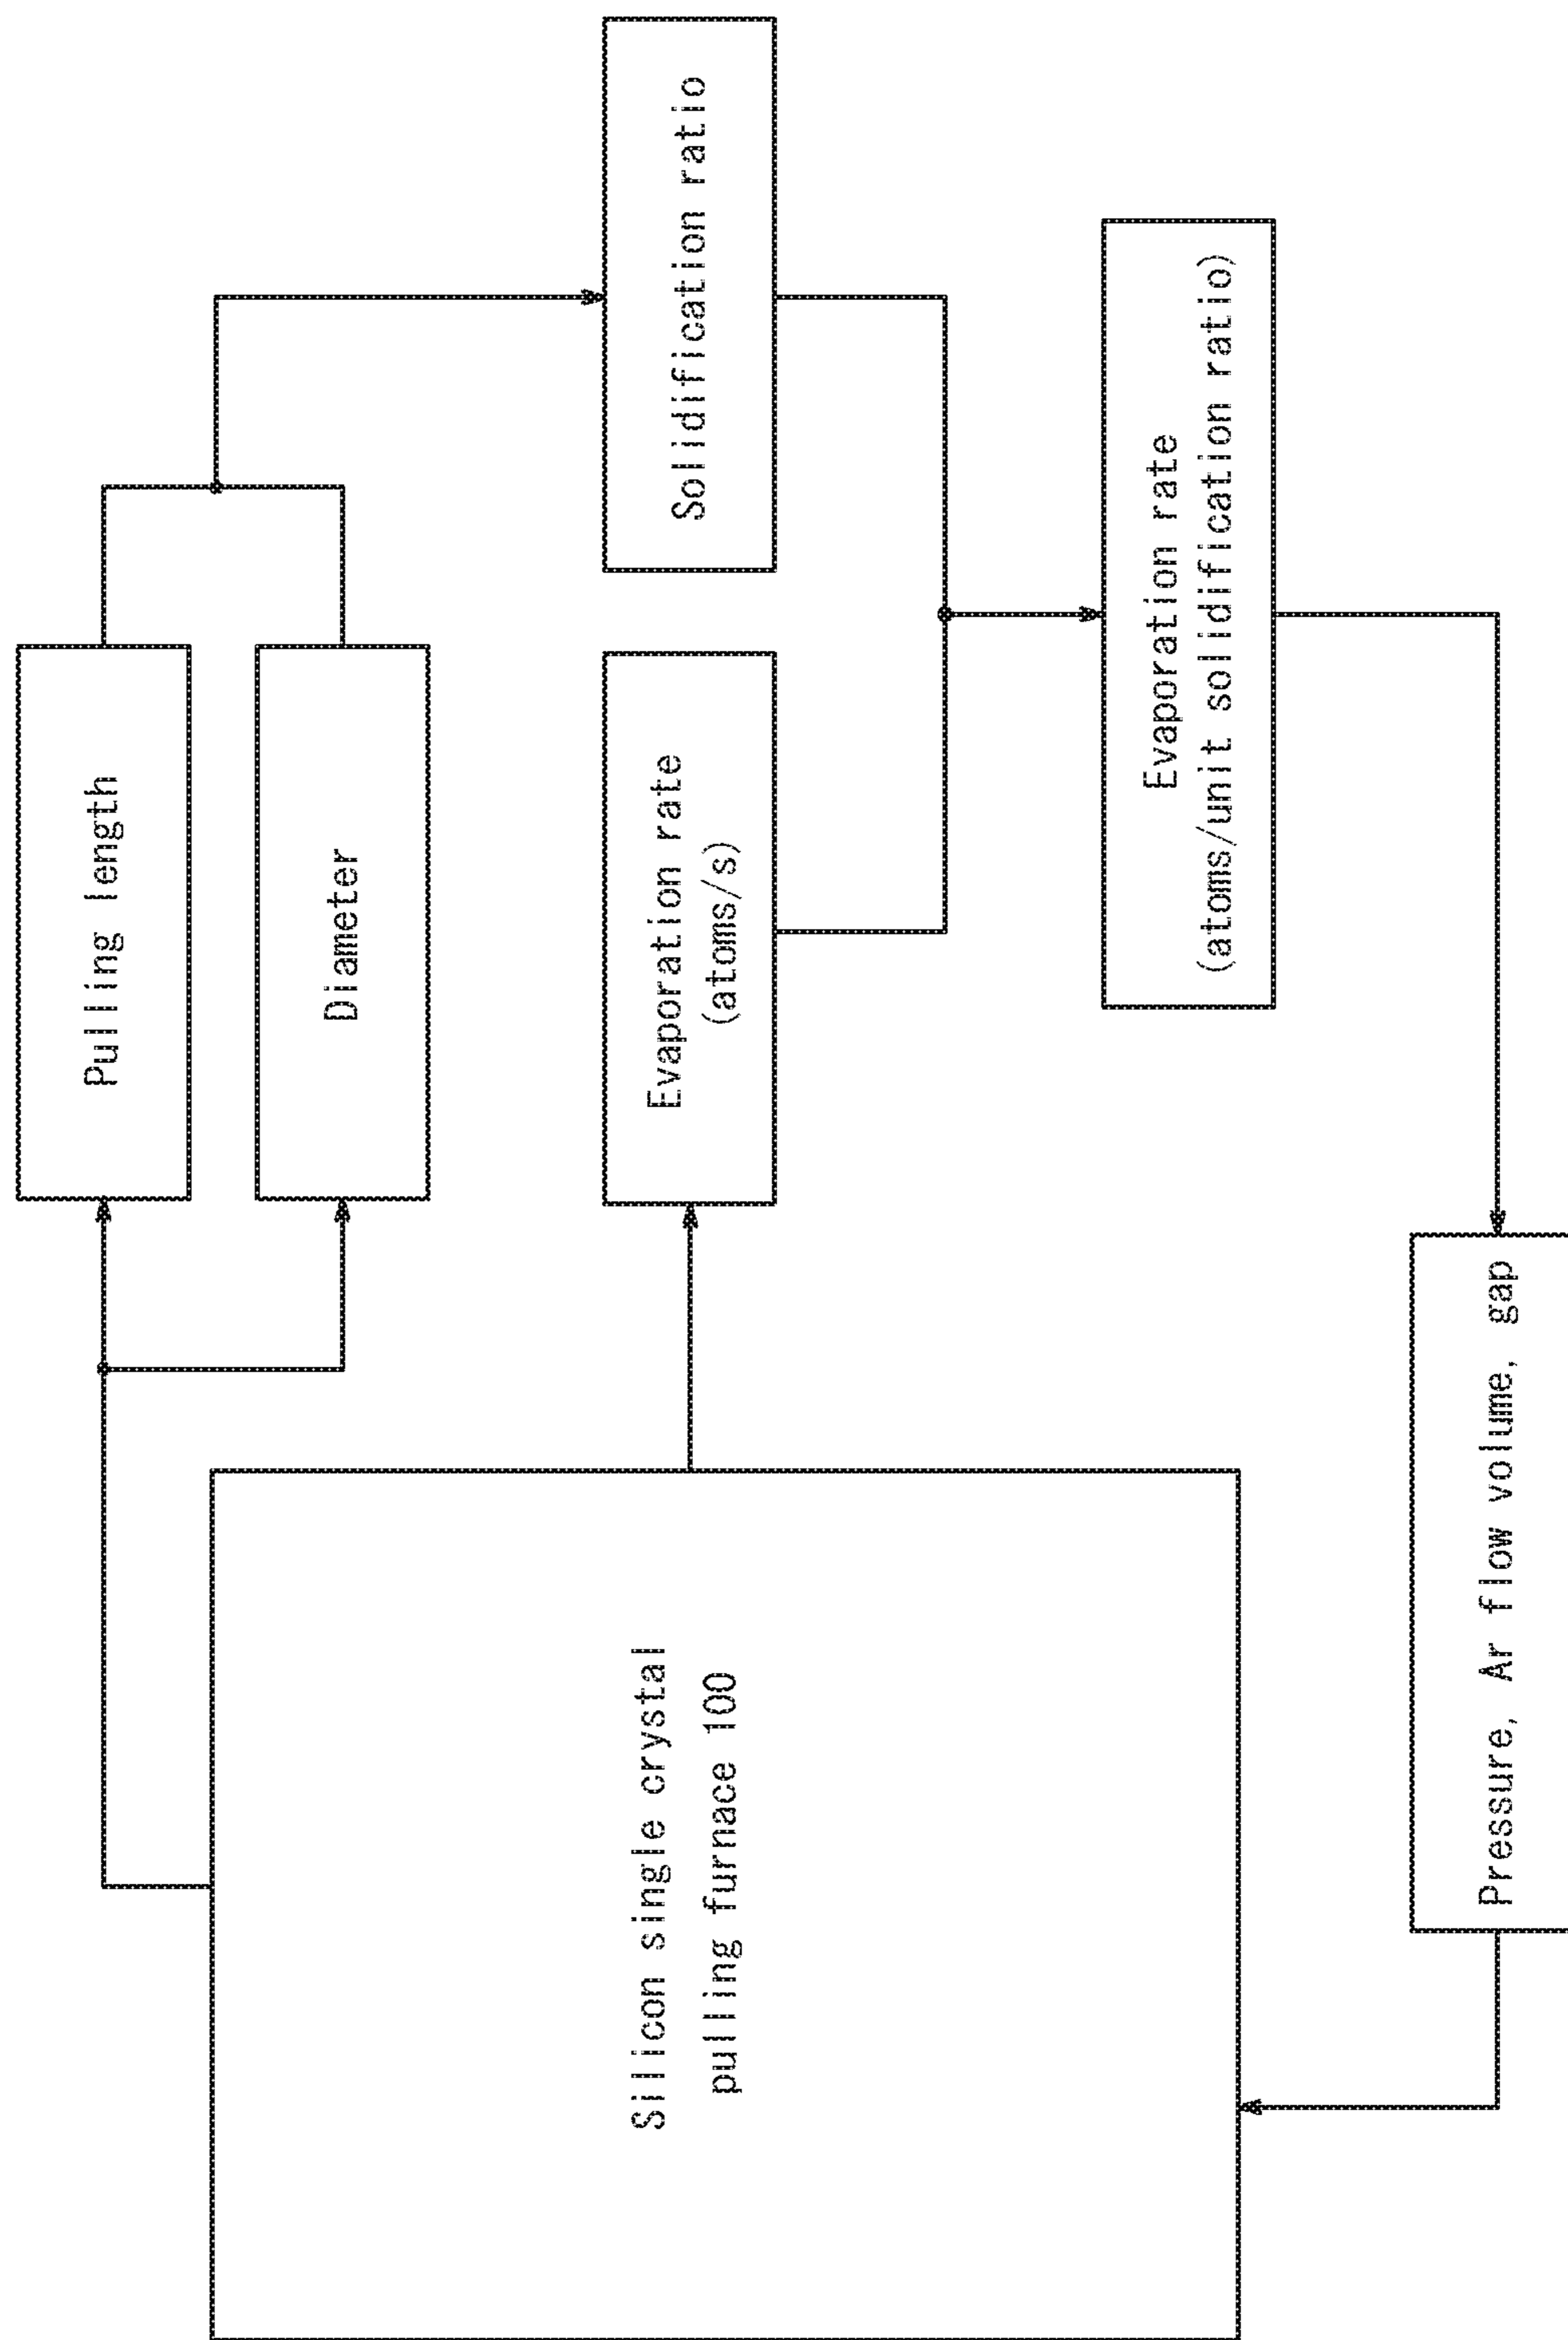 Pulling length
Diameter
Solidification ratio
Evaporation rate
(atoms/s)
Evaporation rate
(atoms/unit solidification ratio)
Silicon single crystal
pulling furnace 100
Pressure, Ar flow volume, gap